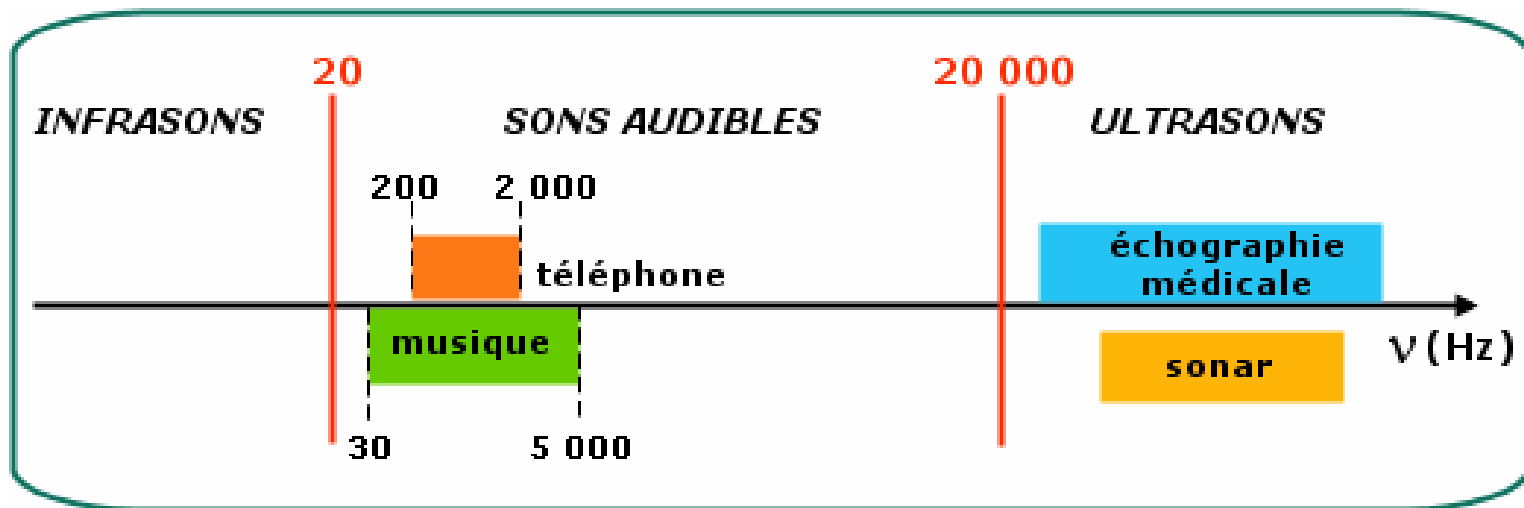 20 20 000
INFRASONS SONS AUDIBLES ULTRASONS
200 2 000
échographie
médicale
téléphone
musique
ν (Hz)
sonar
30 5 000